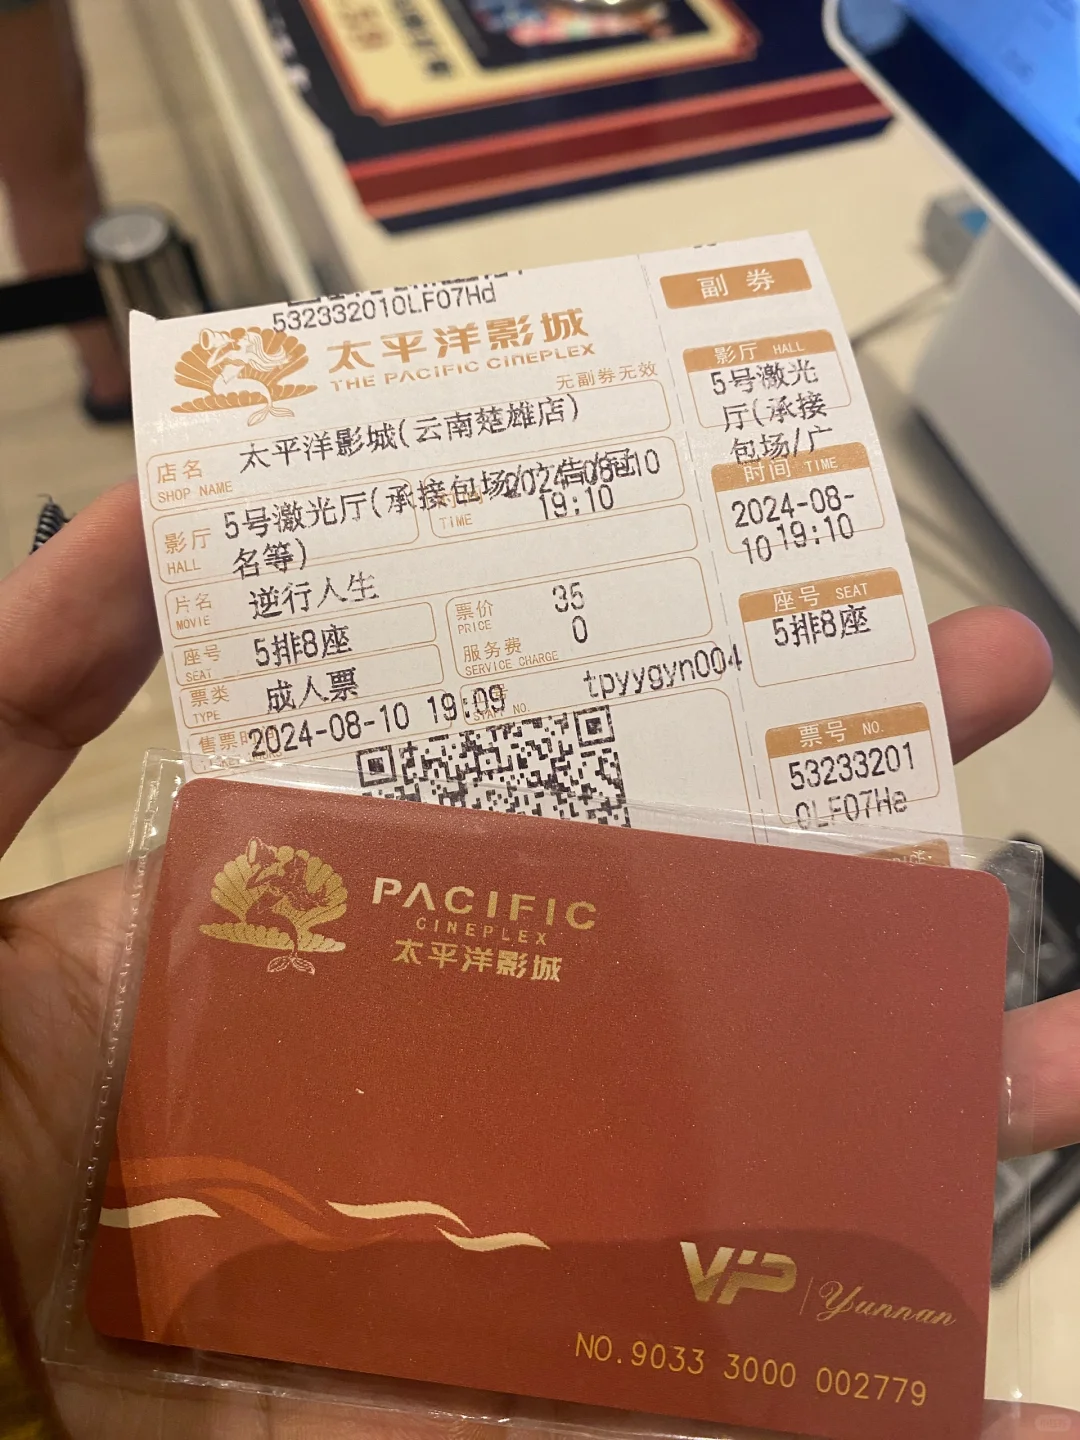 532332010LF07Hd
太平洋影城
THE PACIFIC CINEPLEX
无副券无效
店名 太平洋影城(云南楚雄店)
SHOP NAME
影厅 5号激光厅(承接包场/广告/冠
HALL 名等)
时间 2024-08-10
TIME 19:10
片名 逆行人生
MOVIE
座号 5排8座
SEAT
票价 35
PRICE
服务费 0
SERVICE CHARGE
票类 成人票
TYPE
售票时间 2024-08-10 19:09
STAFF NO. tpyygyn004
副券
影厅 HALL
5号激光
厅(承接
包场/广
时间 TIME
2024-08-
10 19:10
座号 SEAT
5排8座
票号 NO.
53233201
0LF07He
PACIFIC
CINEPLEX
太平洋影城
VIP Yunnan
NO.9033 3000 002779